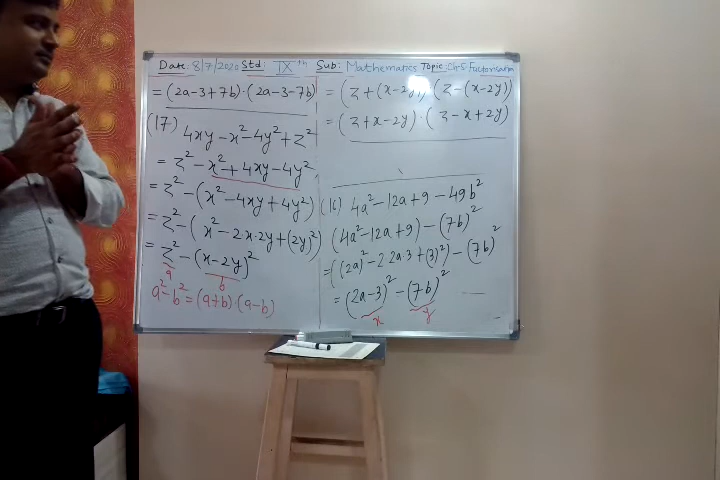 Date: 8/7/2020 Std: IXth Sub: Mathematics Topic: Ch-5 Factorisation
= (2a-3+7b)·(2a-3-7b)
(17) 4xy-x²-4y²+z²
= z²-x²+4xy-4y²
= z²-(x²-4xy+4y²)
= z²-(x²-2·x·2y+(2y)²)
= z²-(x-2y)²
a b
a²-b²=(a+b)·(a-b)
= (z+(x-2y))·(z-(x-2y))
= (z+x-2y)·(z-x+2y)
(16) 4a²-12a+9-49b²
(4a²-12a+9)-(7b)²
=((2a)²-2·2a·3+(3)²)-(7b)²
= (2a-3)²-(7b)²
x y